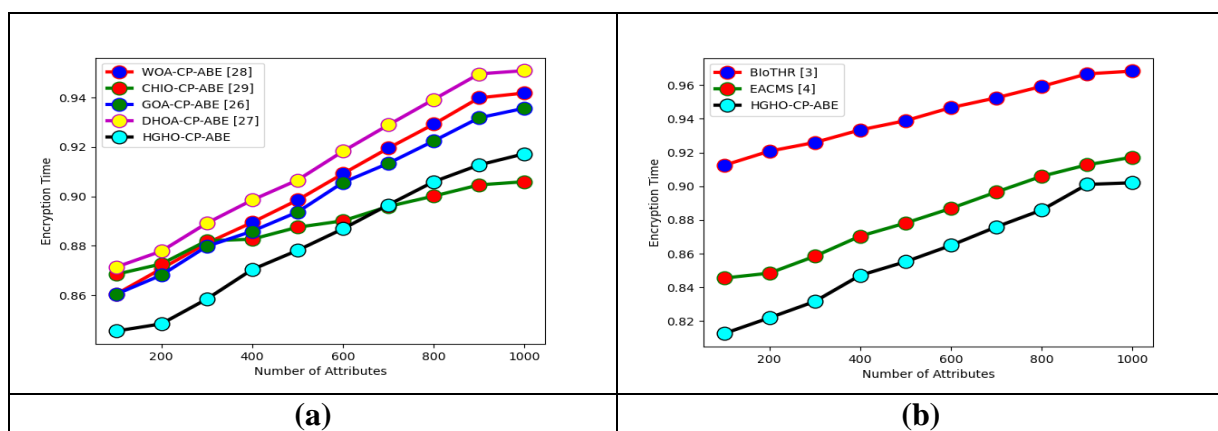 WOA-CP-ABE [28]
CHIO-CP-ABE [29]
GOA-CP-ABE [26]
DHOA-CP-ABE [27]
HGHO-CP-ABE
Encryption Time
0.94
0.92
0.90
0.88
0.86
200
400
600
800
1000
Number of Attributes
(a)
BIoTHR [3]
EACMS [4]
HGHO-CP-ABE
Encryption Time
0.96
0.94
0.92
0.90
0.88
0.86
0.84
0.82
200
400
600
800
1000
Number of Attributes
(b)